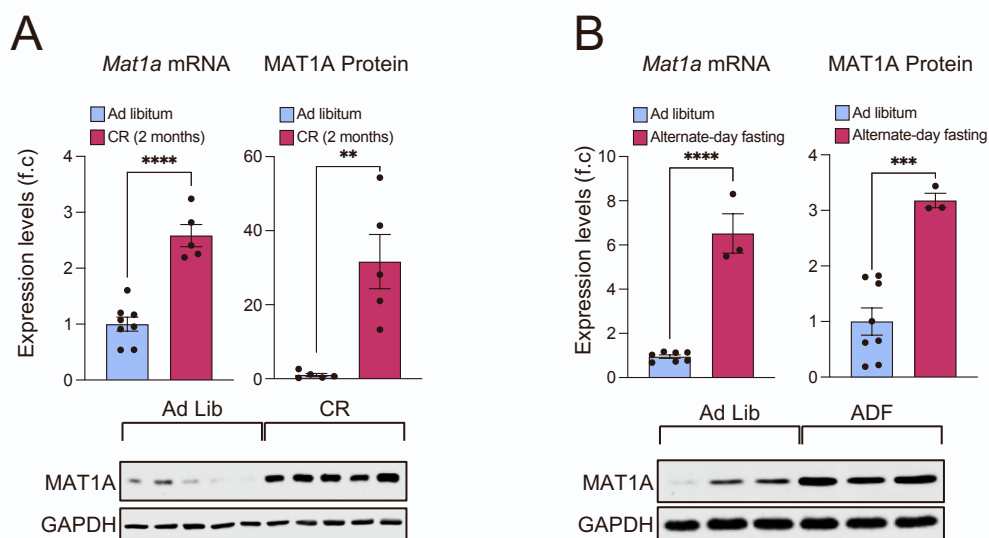 A
Mat1a mRNA
Ad libitum
CR (2 months)
Expression levels (f.c)
4
3
2
1
0
****
MAT1A Protein
Ad libitum
CR (2 months)
60
40
20
0
**
Ad Lib
CR
MAT1A
GAPDH
B
Mat1a mRNA
Ad libitum
Alternate-day fasting
Expression levels (f.c)
10
8
6
4
2
0
****
MAT1A Protein
Ad libitum
Alternate-day fasting
4
3
2
1
0
***
Ad Lib
ADF
MAT1A
GAPDH